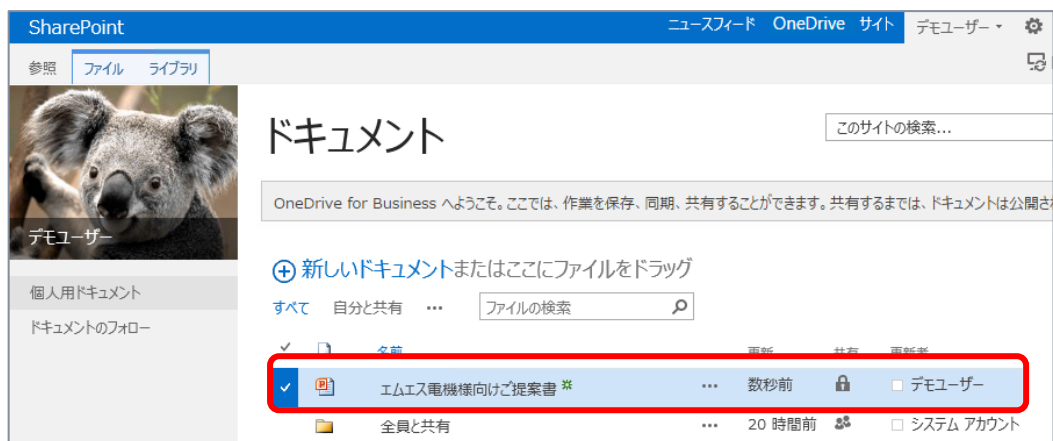 SharePoint ニュースフィード OneDrive サイト デモユーザー
参照 ファイル ライブラリ
ドキュメント
このサイトの検索...
OneDrive for Business へようこそ。ここでは、作業を保存、同期、共有することができます。共有するまでは、ドキュメントは公開さ
デモユーザー
新しいドキュメントまたはここにファイルをドラッグ
個人用ドキュメント
すべて 自分と共有 ... ファイルの検索
ドキュメントのフォロー
名前 更新 共有 更新者
エムエス電機様向けご提案書 ... 数秒前 デモユーザー
全員と共有 ... 20 時間前 システム アカウント